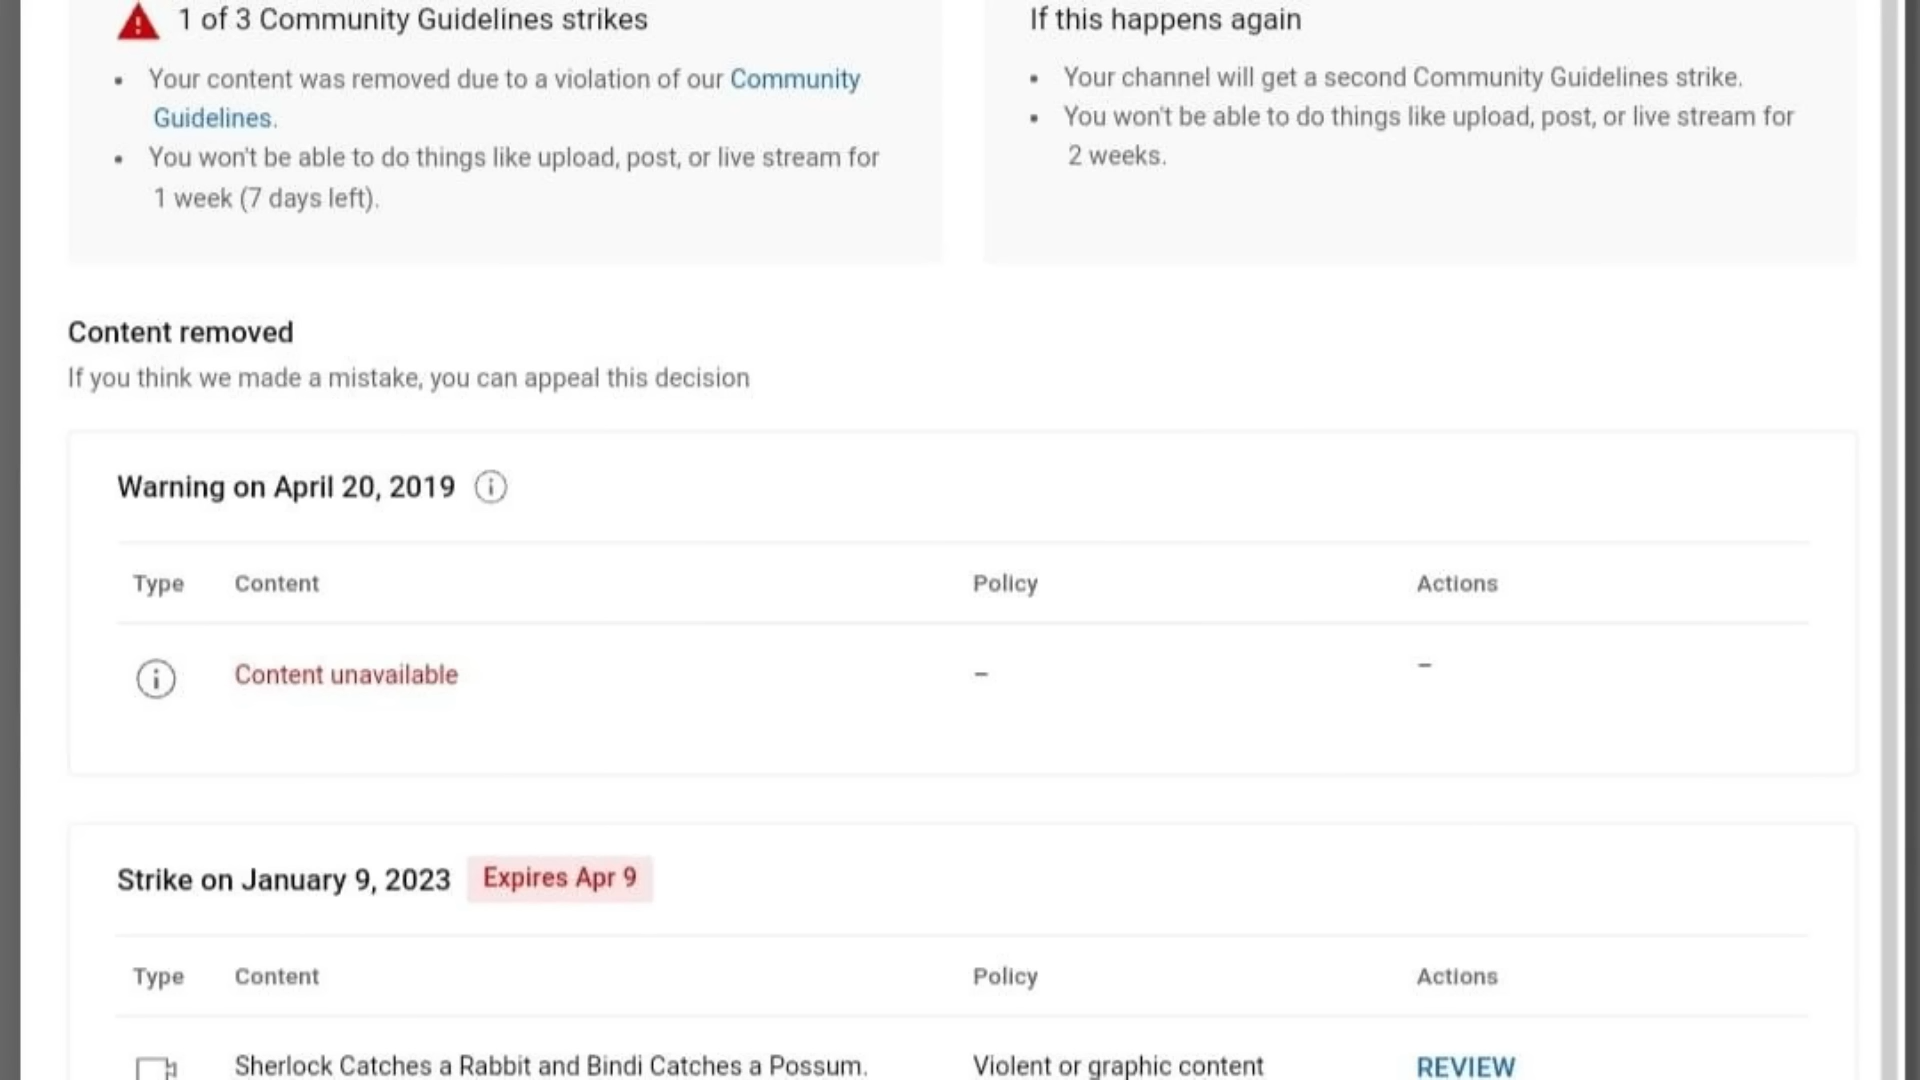 1 of 3 Community Guidelines strikes
• Your content was removed due to a violation of our Community
Guidelines.
• You won't be able to do things like upload, post, or live stream for
1 week (7 days left).
If this happens again
• Your channel will get a second Community Guidelines strike.
• You won't be able to do things like upload, post, or live stream for
2 weeks.
Content removed
If you think we made a mistake, you can appeal this decision
Warning on April 20, 2019
Type Content Policy Actions
Content unavailable – –
Strike on January 9, 2023 Expires Apr 9
Type Content Policy Actions
Sherlock Catches a Rabbit and Bindi Catches a Possum. Violent or graphic content REVIEW